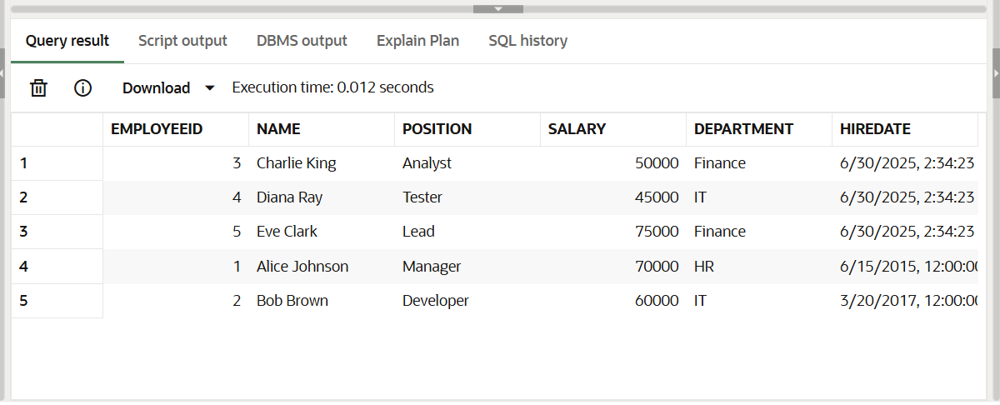 Query result Script output DBMS output Explain Plan SQL history
Download Execution time: 0.012 seconds
EMPLOYEEID NAME POSITION SALARY DEPARTMENT HIREDATE
1 3 Charlie King Analyst 50000 Finance 6/30/2025, 2:34:23
2 4 Diana Ray Tester 45000 IT 6/30/2025, 2:34:23
3 5 Eve Clark Lead 75000 Finance 6/30/2025, 2:34:23
4 1 Alice Johnson Manager 70000 HR 6/15/2015, 12:00:00
5 2 Bob Brown Developer 60000 IT 3/20/2017, 12:00:00